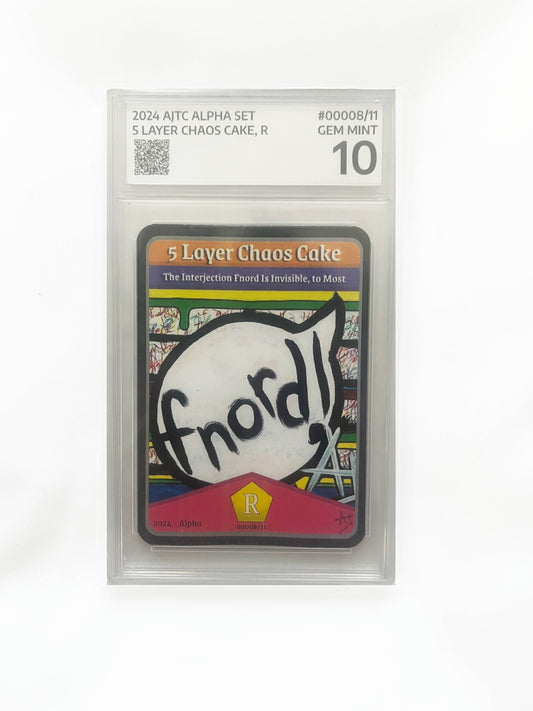 2024 AJTC ALPHA SET
5 LAYER CHAOS CAKE, R
#00008/11
GEM MINT
10
5 Layer Chaos Cake
The Interjection Fnord Is Invisible, to Most
fnord!,
R
2024 - Alpha
00008/11